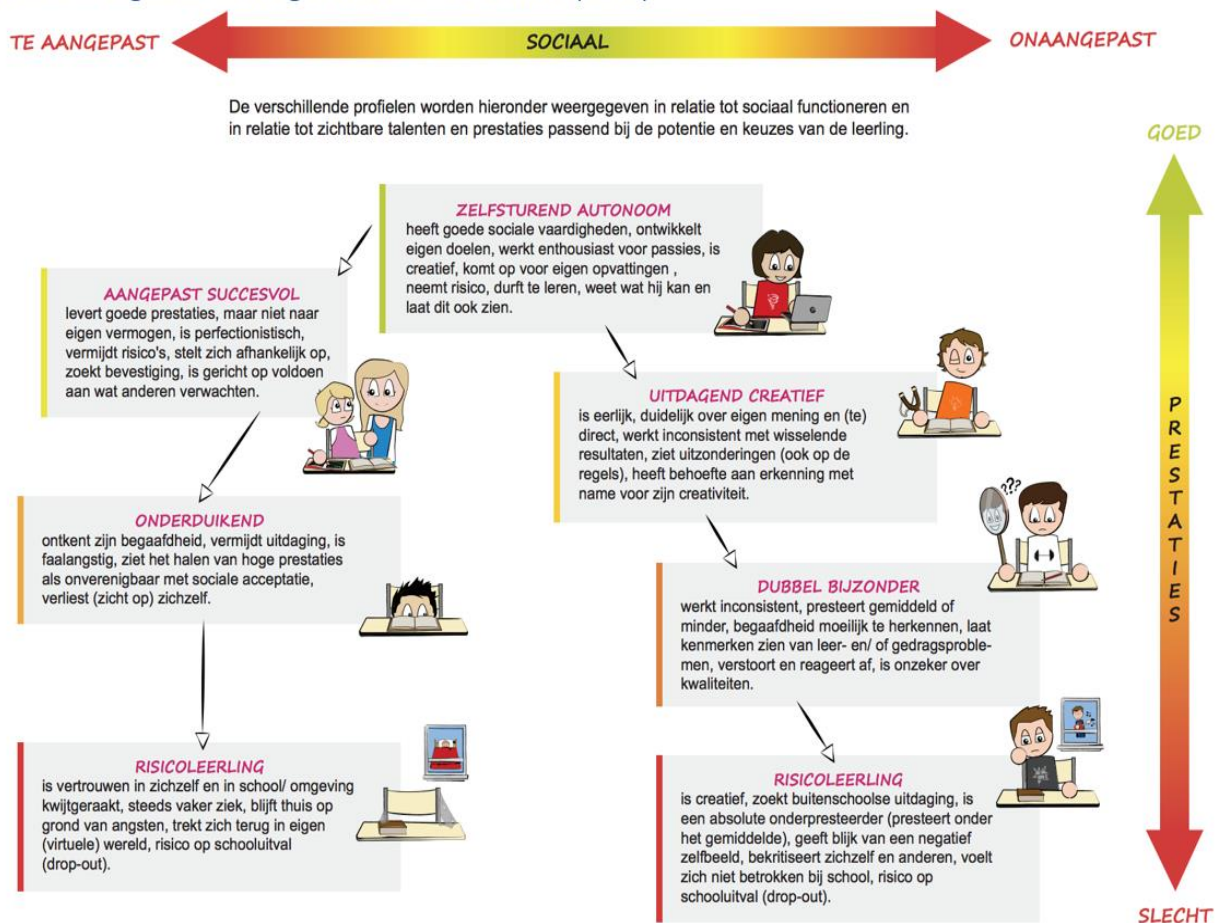 TE AANGEPAST
SOCIAAL
ONAANGEPAST
De verschillende profielen worden hieronder weergegeven in relatie tot sociaal functioneren en
in relatie tot zichtbare talenten en prestaties passend bij de potentie en keuzes van de leerling.
GOED
ZELFSTUREND AUTONOOM
heeft goede sociale vaardigheden, ontwikkelt
eigen doelen, werkt enthousiast voor passies, is
creatief, komt op voor eigen opvattingen ,
neemt risico, durft te leren, weet wat hij kan en
laat dit ook zien.
AANGEPAST SUCCESVOL
levert goede prestaties, maar niet naar
eigen vermogen, is perfectionistisch,
vermijdt risico's, stelt zich afhankelijk op,
zoekt bevestiging, is gericht op voldoen
aan wat anderen verwachten.
UITDAGEND CREATIEF
is eerlijk, duidelijk over eigen mening en (te)
direct, werkt inconsistent met wisselende
resultaten, ziet uitzonderingen (ook op de
regels), heeft behoefte aan erkenning met
name voor zijn creativiteit.
PRESTATIES
???
ONDERDUIKEND
ontkent zijn begaafdheid, vermijdt uitdaging, is
faalangstig, ziet het halen van hoge prestaties
als onverenigbaar met sociale acceptatie,
verliest (zicht op) zichzelf.
DUBBEL BIJZONDER
werkt inconsistent, presteert gemiddeld of
minder, begaafdheid moeilijk te herkennen, laat
kenmerken zien van leer- en/ of gedragsproble-
men, verstoort en reageert af, is onzeker over
kwaliteiten.
RISICOLEERLING
is vertrouwen in zichzelf en in school/ omgeving
kwijtgeraakt, steeds vaker ziek, blijft thuis op
grond van angsten, trekt zich terug in eigen
(virtuele) wereld, risico op schooluitval
(drop-out).
RISICOLEERLING
is creatief, zoekt buitenschoolse uitdaging, is
een absolute onderpresteerder (presteert onder
het gemiddelde), geeft blijk van een negatief
zelfbeeld, bekritiseert zichzelf en anderen, voelt
zich niet betrokken bij school, risico op
schooluitval (drop-out).
SLECHT